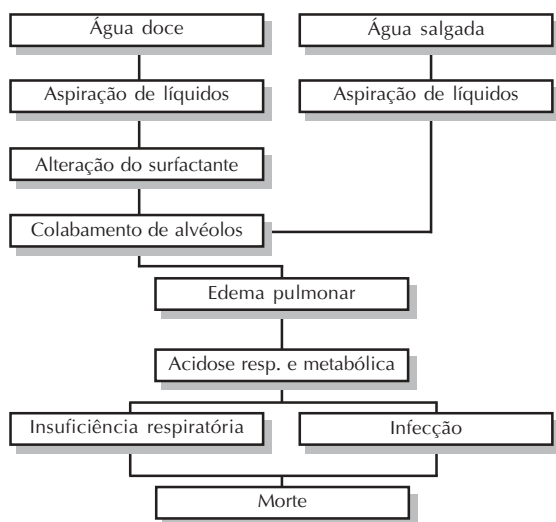 Água doce
Água salgada
Aspiração de líquidos
Aspiração de líquidos
Alteração do surfactante
Colabamento de alvéolos
Edema pulmonar
Acidose resp. e metabólica
Insuficiência respiratória
Infecção
Morte